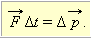 F⃗ Δt = Δ p⃗ .